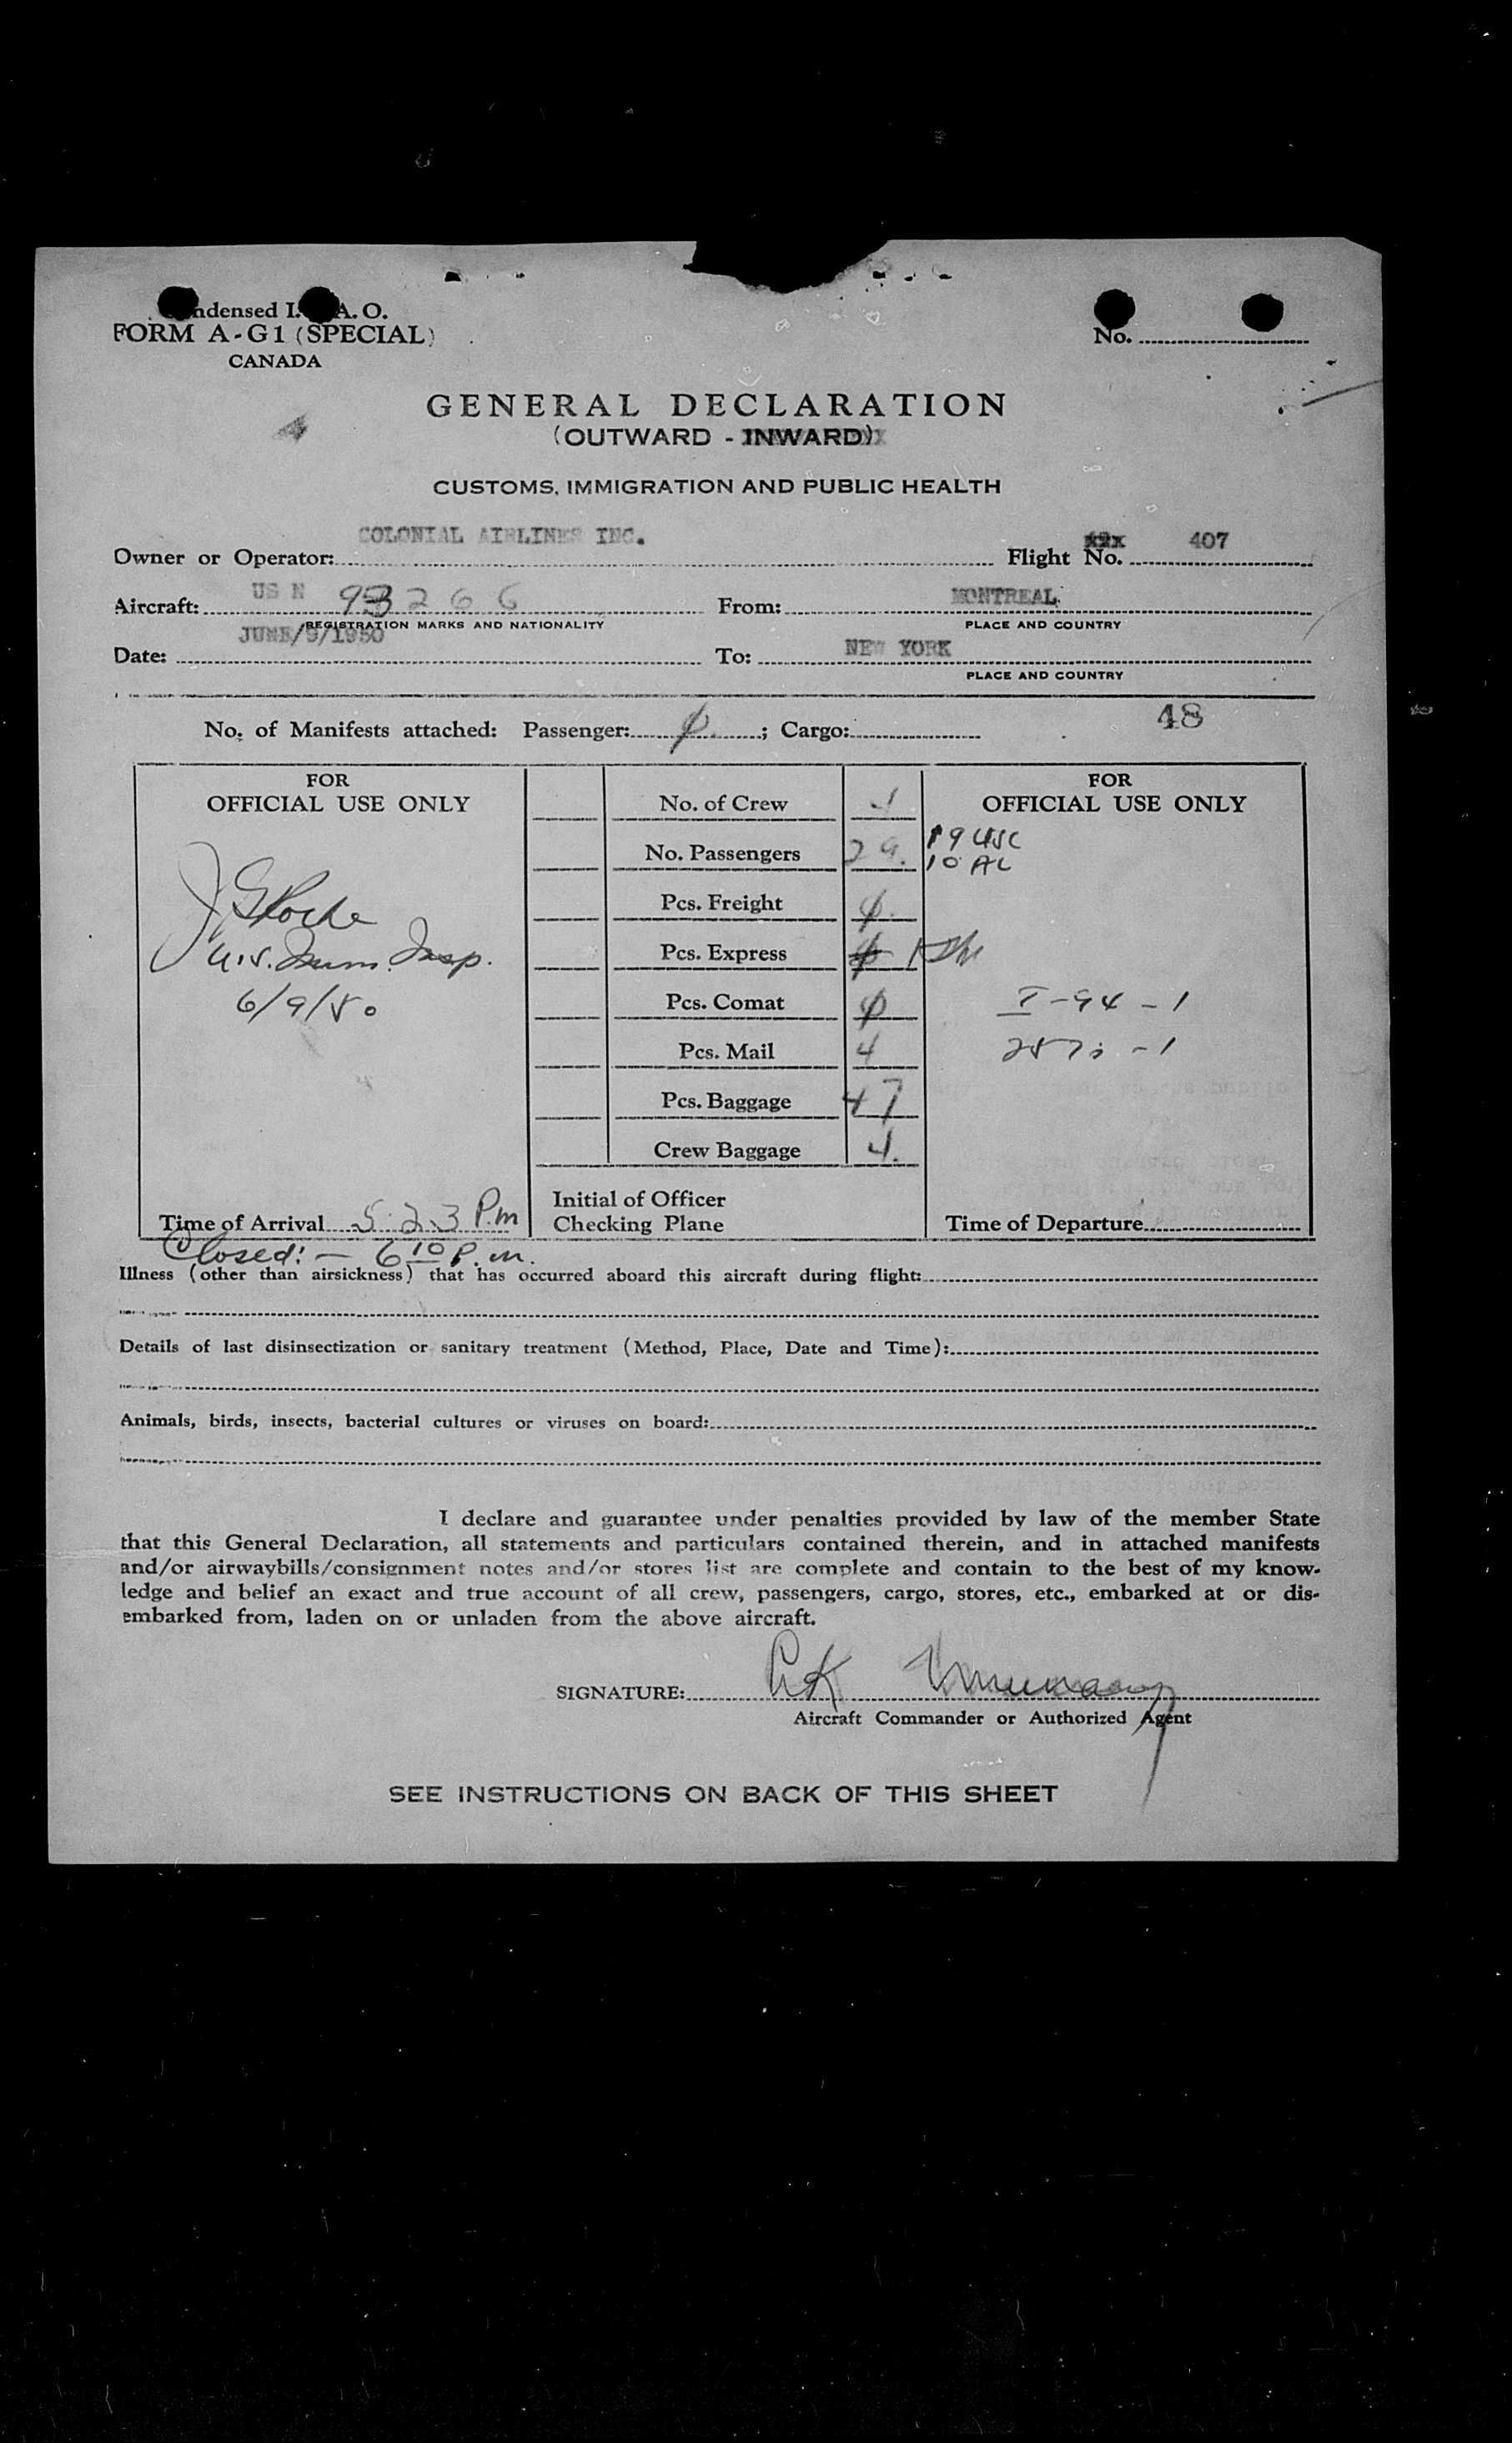 ndensed I. A. O.
FORM A-G1 (SPECIAL)
CANADA
No.
GENERAL DECLARATION
(OUTWARD - INWARD)
CUSTOMS, IMMIGRATION AND PUBLIC HEALTH
Owner or Operator: COLONIAL AIRLINES INC. Flight No. 407
Aircraft: US N 93266 From: MONTREAL
REGISTRATION MARKS AND NATIONALITY PLACE AND COUNTRY
Date: JUNE/9/1950 To: NEW YORK
PLACE AND COUNTRY
No. of Manifests attached: Passenger: φ ; Cargo: 48
FOR
OFFICIAL USE ONLY
J G Roche
U.S. Imm. Insp.
6/9/50
Time of Arrival 5:23 P.m
Closed: — 6 10 P.m.
No. of Crew
No. Passengers 29.
Pcs. Freight φ.
Pcs. Express 1
Pcs. Comat φ
Pcs. Mail 4
Pcs. Baggage 47
Crew Baggage 4.
Initial of Officer
Checking Plane
FOR
OFFICIAL USE ONLY
19 USC
10 AL
I-94 - 1
Time of Departure
Illness (other than airsickness) that has occurred aboard this aircraft during flight:
Details of last disinsectization or sanitary treatment (Method, Place, Date and Time):
Animals, birds, insects, bacterial cultures or viruses on board:
I declare and guarantee under penalties provided by law of the member State
that this General Declaration, all statements and particulars contained therein, and in attached manifests
and/or airwaybills/consignment notes and/or stores list are complete and contain to the best of my know-
ledge and belief an exact and true account of all crew, passengers, cargo, stores, etc., embarked at or dis-
embarked from, laden on or unladen from the above aircraft.
SIGNATURE:
Aircraft Commander or Authorized Agent
SEE INSTRUCTIONS ON BACK OF THIS SHEET